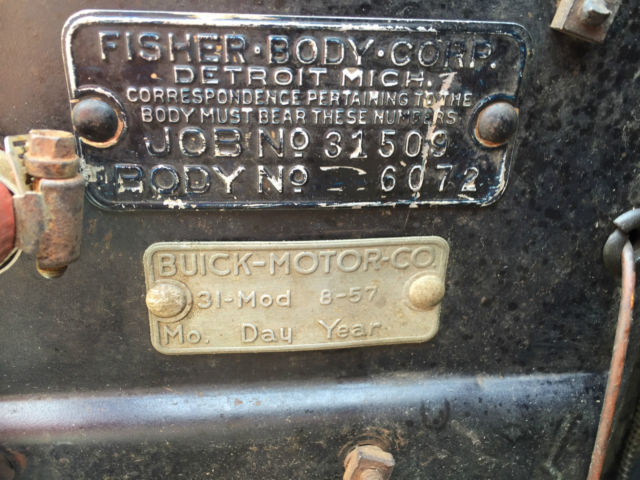 FISHER·BODY·CORP.
DETROIT MICH.
CORRESPONDENCE PERTAINING TO THE
BODY MUST BEAR THESE NUMBERS
JOB NO 31509
BODY NO 6072
BUICK-MOTOR-CO
31-Mod 8-57
Mo. Day Year